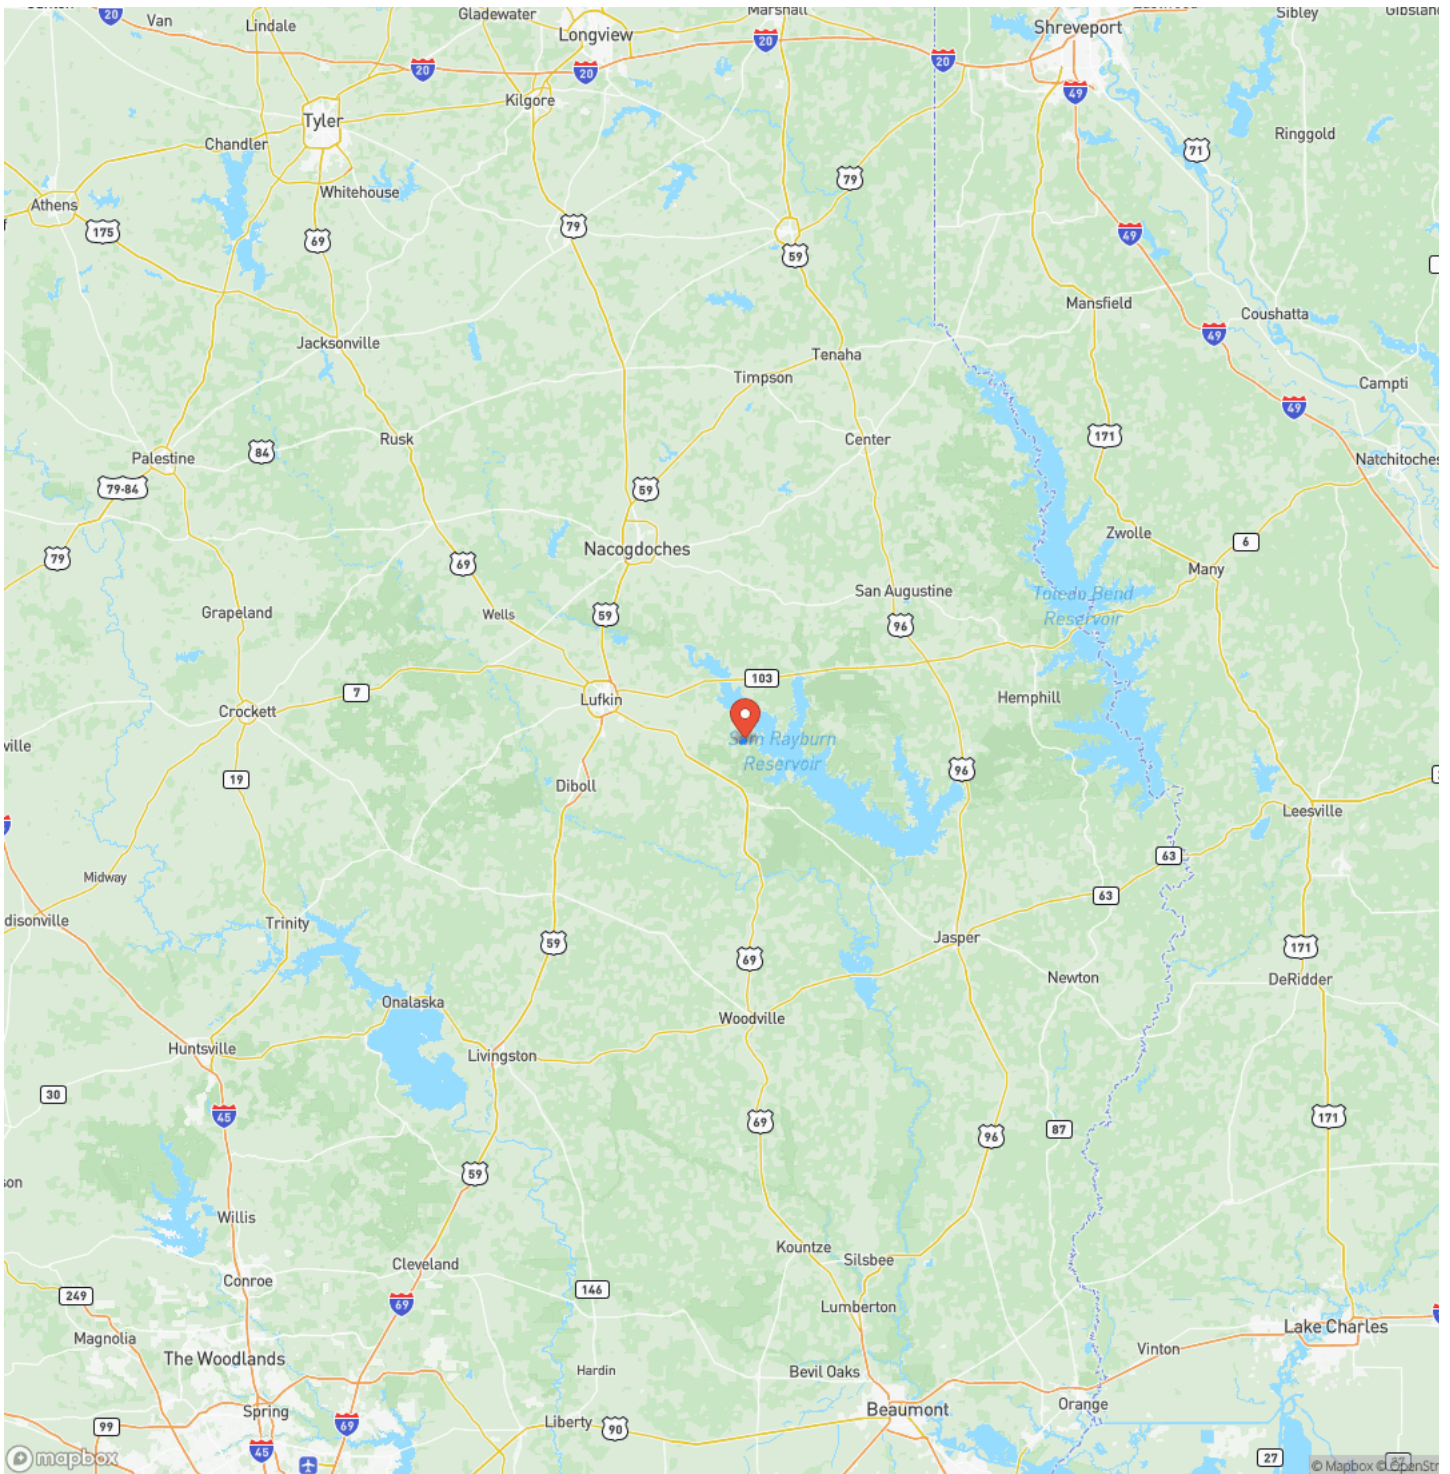 Van
Lindale
Gladewater
Longview
Marshall
Shreveport
Sibley
20
20
20
20
20
49
Kilgore
Tyler
Chandler
Ringgold
71
79
Whitehouse
Athens
175
69
79
59
49
Mansfield
Coushatta
49
Jacksonville
Tenaha
Timpson
Campti
49
Rusk
Center
171
84
Palestine
Natchitoches
79-84
59
Zwolle
6
79
Nacogdoches
69
Many
San Augustine
Toledo Bend
Reservoir
Grapeland
Wells
59
96
103
7
Lufkin
Hemphill
Crockett
ville
Sam Rayburn
Reservoir
19
96
Diboll
Leesville
63
Midway
63
disonville
Trinity
59
Jasper
171
69
Newton
DeRidder
Onalaska
Woodville
Huntsville
Livingston
30
45
69
87
171
96
59
son
Willis
Kountze
Silsbee
Cleveland
Conroe
146
249
69
Lumberton
Magnolia
Lake Charles
The Woodlands
Vinton
Hardin
Bevil Oaks
Orange
Spring
Beaumont
99
69
Liberty
90
45
27
mapbox
© Mapbox © OpenStr